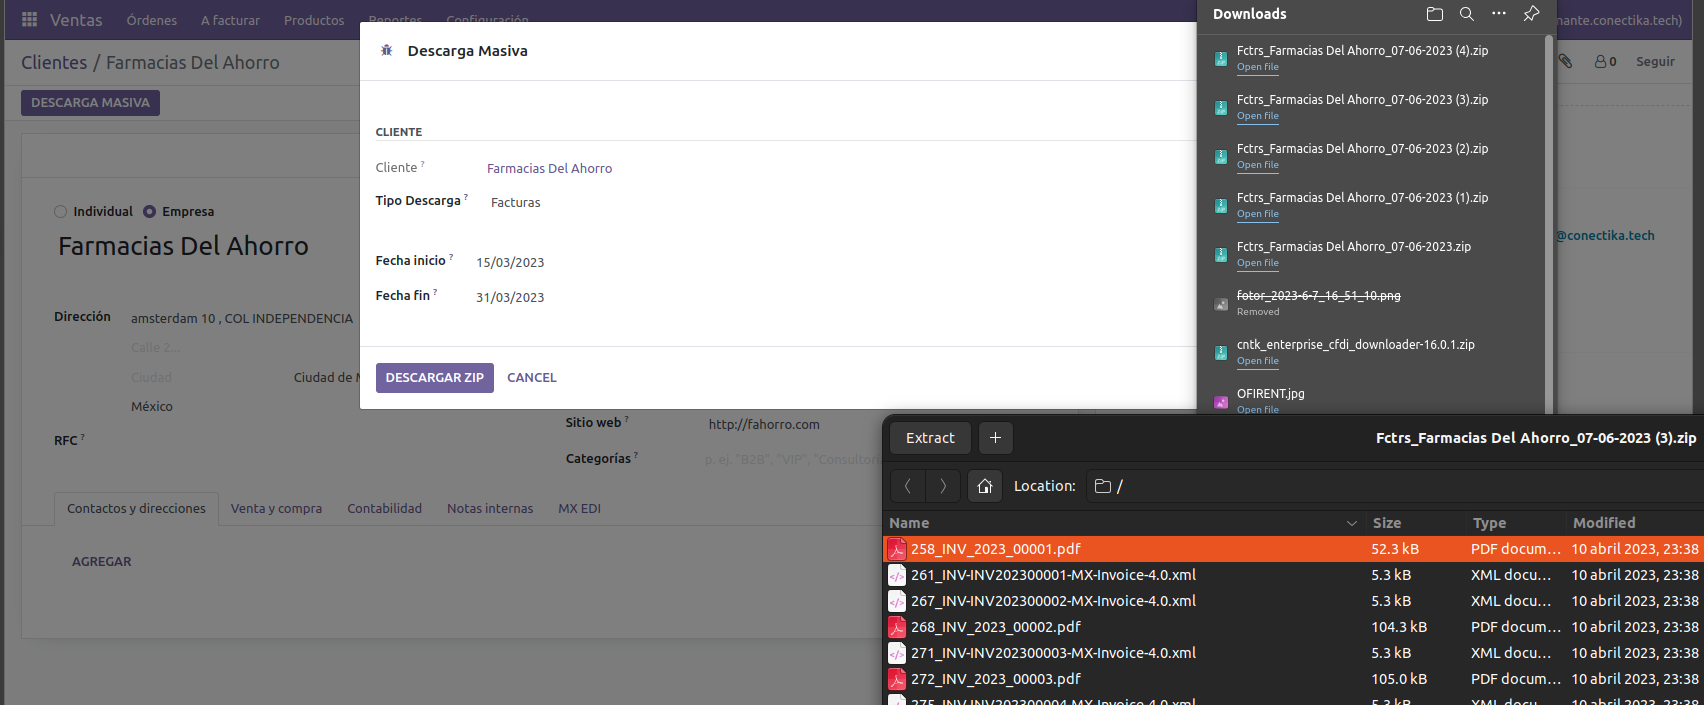 Ventas Órdenes A facturar Productos Reportes Configuración
nante.conectika.tech)
Clientes / Farmacias Del Ahorro
0 Seguir
DESCARGA MASIVA
Individual Empresa
Farmacias Del Ahorro
Dirección amsterdam 10 , COL INDEPENDENCIA
Calle 2...
Ciudad Ciudad de
México
RFC ?
Sitio web ? http://fahorro.com
Categorías ? p. ej. "B2B", "VIP", "Consultoría
Contactos y direcciones Venta y compra Contabilidad Notas internas MX EDI
AGREGAR
@conectika.tech
Descarga Masiva
CLIENTE
Cliente ? Farmacias Del Ahorro
Tipo Descarga ? Facturas
Fecha inicio ? 15/03/2023
Fecha fin ? 31/03/2023
DESCARGAR ZIP CANCEL
Downloads
Fctrs_Farmacias Del Ahorro_07-06-2023 (4).zip
Open file
Fctrs_Farmacias Del Ahorro_07-06-2023 (3).zip
Open file
Fctrs_Farmacias Del Ahorro_07-06-2023 (2).zip
Open file
Fctrs_Farmacias Del Ahorro_07-06-2023 (1).zip
Open file
Fctrs_Farmacias Del Ahorro_07-06-2023.zip
Open file
fotor_2023-6-7_16_51_10.png
Removed
cntk_enterprise_cfdi_downloader-16.0.1.zip
Open file
OFIRENT.jpg
Open file
Extract + Fctrs_Farmacias Del Ahorro_07-06-2023 (3).zip
Location: /
Name Size Type Modified
258_INV_2023_00001.pdf 52.3 kB PDF docum... 10 abril 2023, 23:38
261_INV-INV202300001-MX-Invoice-4.0.xml 5.3 kB XML docu... 10 abril 2023, 23:38
267_INV-INV202300002-MX-Invoice-4.0.xml 5.3 kB XML docu... 10 abril 2023, 23:38
268_INV_2023_00002.pdf 104.3 kB PDF docum... 10 abril 2023, 23:38
271_INV-INV202300003-MX-Invoice-4.0.xml 5.3 kB XML docu... 10 abril 2023, 23:38
272_INV_2023_00003.pdf 105.0 kB PDF docum... 10 abril 2023, 23:38
275_INV-INV202300004-MX-Invoice-4.0.xml 5.3 kB XML docu... 10 abril 2023, 23:38